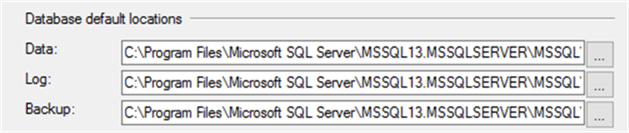 Database default locations
Data: C:\Program Files\Microsoft SQL Server\MSSQL13.MSSQLSERVER\MSSQL\ ...
Log: C:\Program Files\Microsoft SQL Server\MSSQL13.MSSQLSERVER\MSSQL\ ...
Backup: C:\Program Files\Microsoft SQL Server\MSSQL13.MSSQLSERVER\MSSQL\ ...